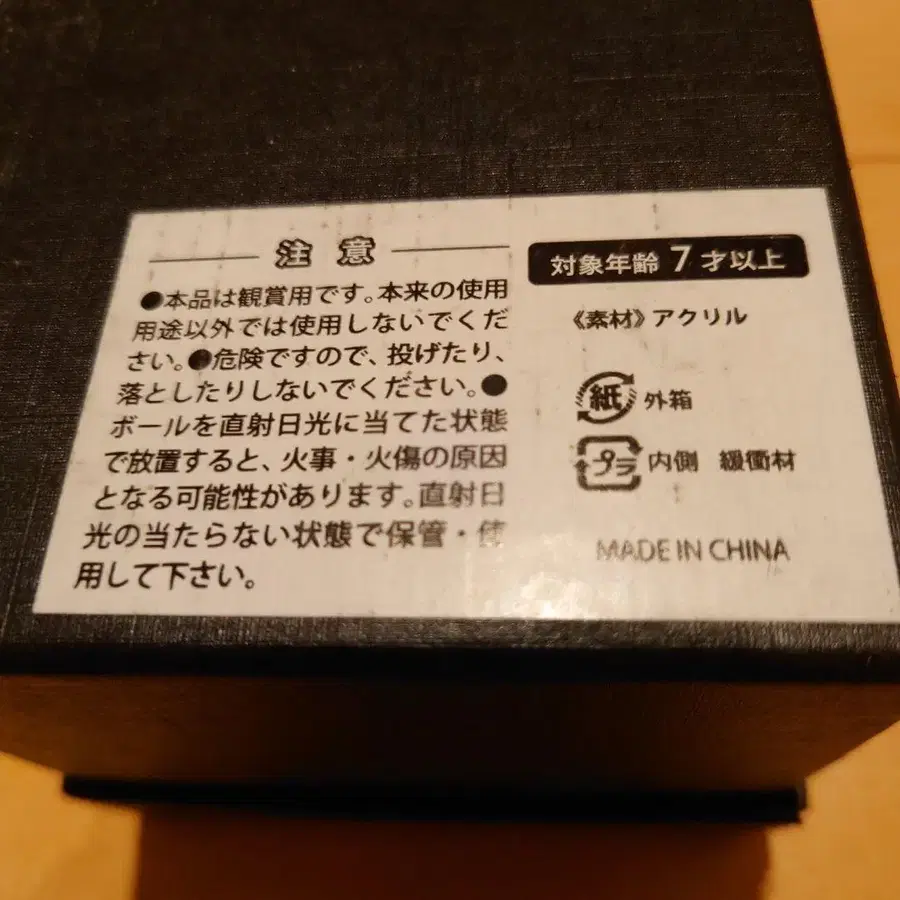 注意
●本品は観賞用です。本来の使用
用途以外では使用しないでくだ
さい。●危険ですので、投げたり、
落としたりしないでください。●
ボールを直射日光に当てた状態
で放置すると、火事・火傷の原因
となる可能性があります。直射日
光の当たらない状態で保管・使
用して下さい。
対象年齢 7 才以上
《素材》アクリル
紙 外箱
プラ 内側 緩衝材
MADE IN CHINA